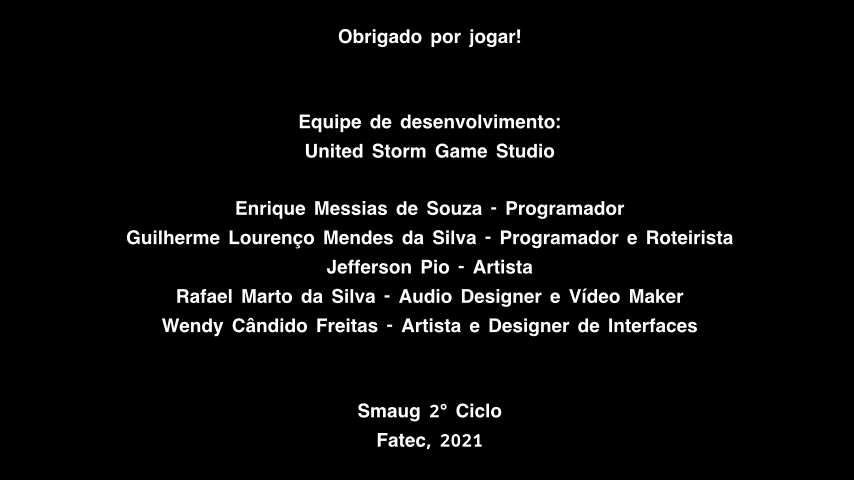 Obrigado por jogar!
Equipe de desenvolvimento:
United Storm Game Studio
Enrique Messias de Souza - Programador
Guilherme Lourenço Mendes da Silva - Programador e Roteirista
Jefferson Pio - Artista
Rafael Marto da Silva - Audio Designer e Vídeo Maker
Wendy Cândido Freitas - Artista e Designer de Interfaces
Smaug 2° Ciclo
Fatec, 2021